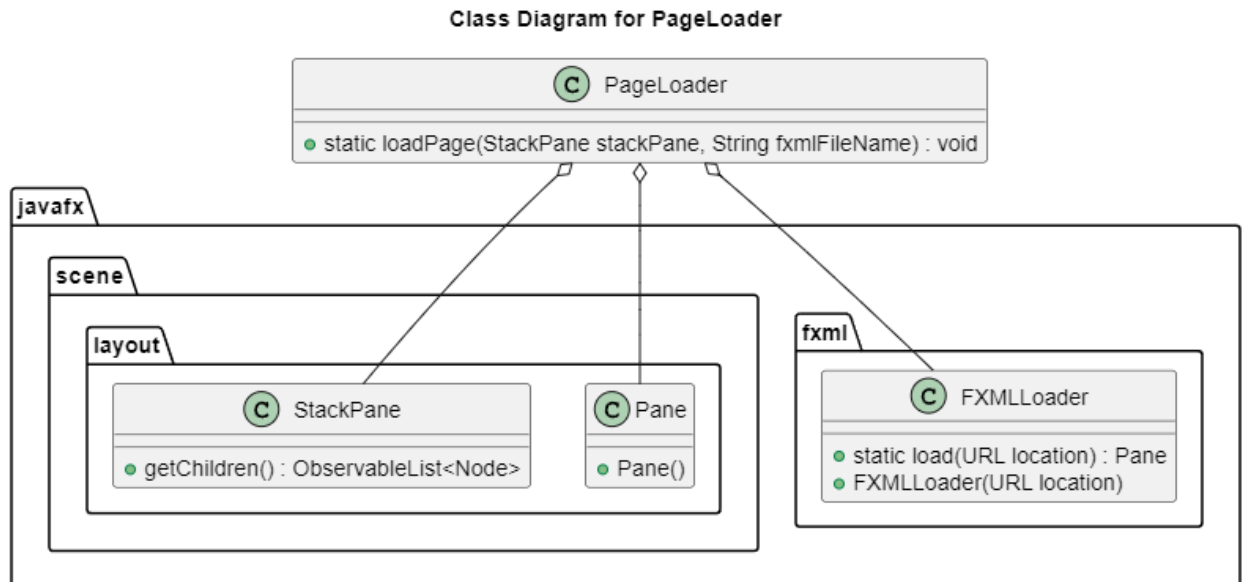 Class Diagram for PageLoader
C PageLoader
static loadPage(StackPane stackPane, String fxmlFileName) : void
javafx
scene
layout
fxml
C StackPane
getChildren() : ObservableList<Node>
C Pane
Pane()
C FXMLLoader
static load(URL location) : Pane
FXMLLoader(URL location)